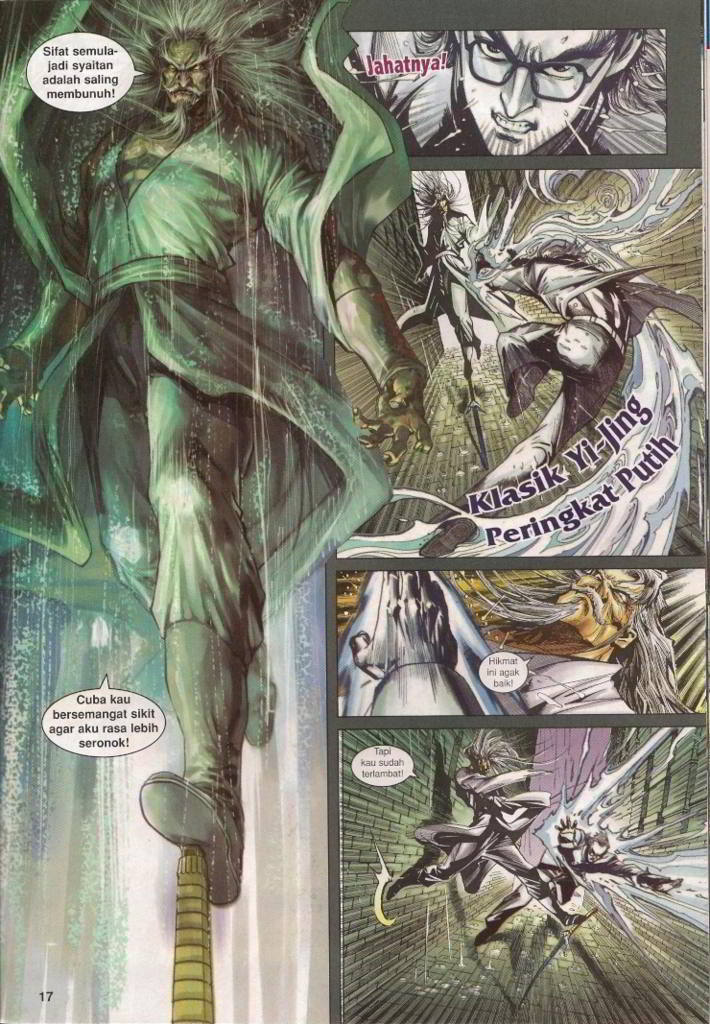 Sifat semula-
jadi syaitan
adalah saling
membunuh!
Jahatnya!
Klasik Yi-Jing
Peringkat Putih
Hikmat
ini agak
baik!
Cuba kau
bersemangat sikit
agar aku rasa lebih
seronok!
Tapi
kau sudah
terlambat!
17